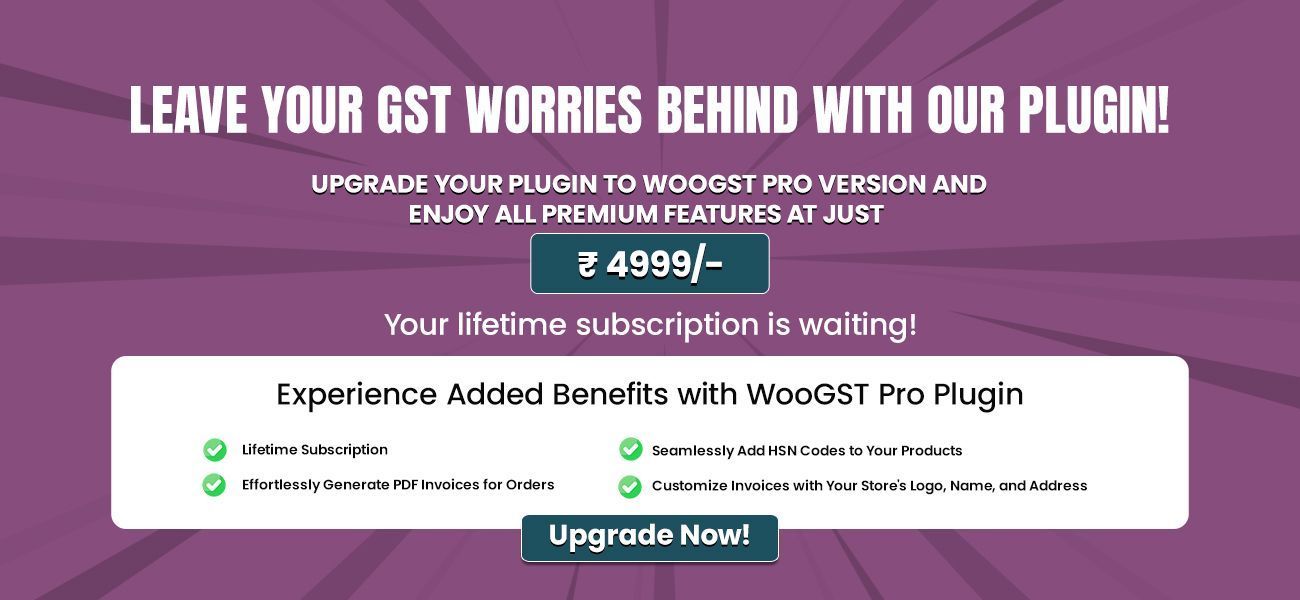 LEAVE YOUR GST WORRIES BEHIND WITH OUR PLUGIN!
UPGRADE YOUR PLUGIN TO WOOGST PRO VERSION AND
ENJOY ALL PREMIUM FEATURES AT JUST
₹ 4999/-
Your lifetime subscription is waiting!
Experience Added Benefits with WooGST Pro Plugin
Lifetime Subscription
Effortlessly Generate PDF Invoices for Orders
Seamlessly Add HSN Codes to Your Products
Customize Invoices with Your Store's Logo, Name, and Address
Upgrade Now!